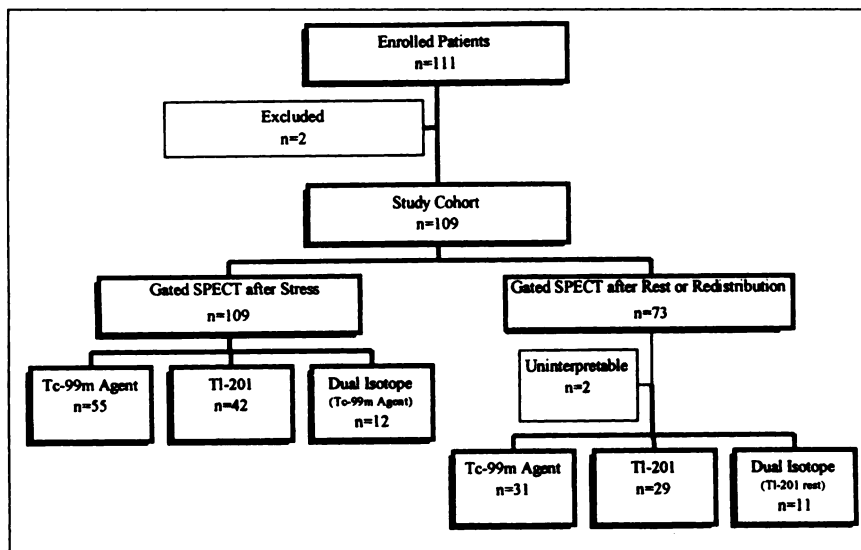 Enrolled Patients
n=111
Excluded
n=2
Study Cohort
n=109
Gated SPECT after Stress
n=109
Gated SPECT after Rest or Redistribution
n=73
Uninterpretable
n=2
Tc-99m Agent
n=55
Tl-201
n=42
Dual Isotope
(Tc-99m Agent)
n=12
Tc-99m Agent
n=31
Tl-201
n=29
Dual Isotope
(Tl-201 rest)
n=11